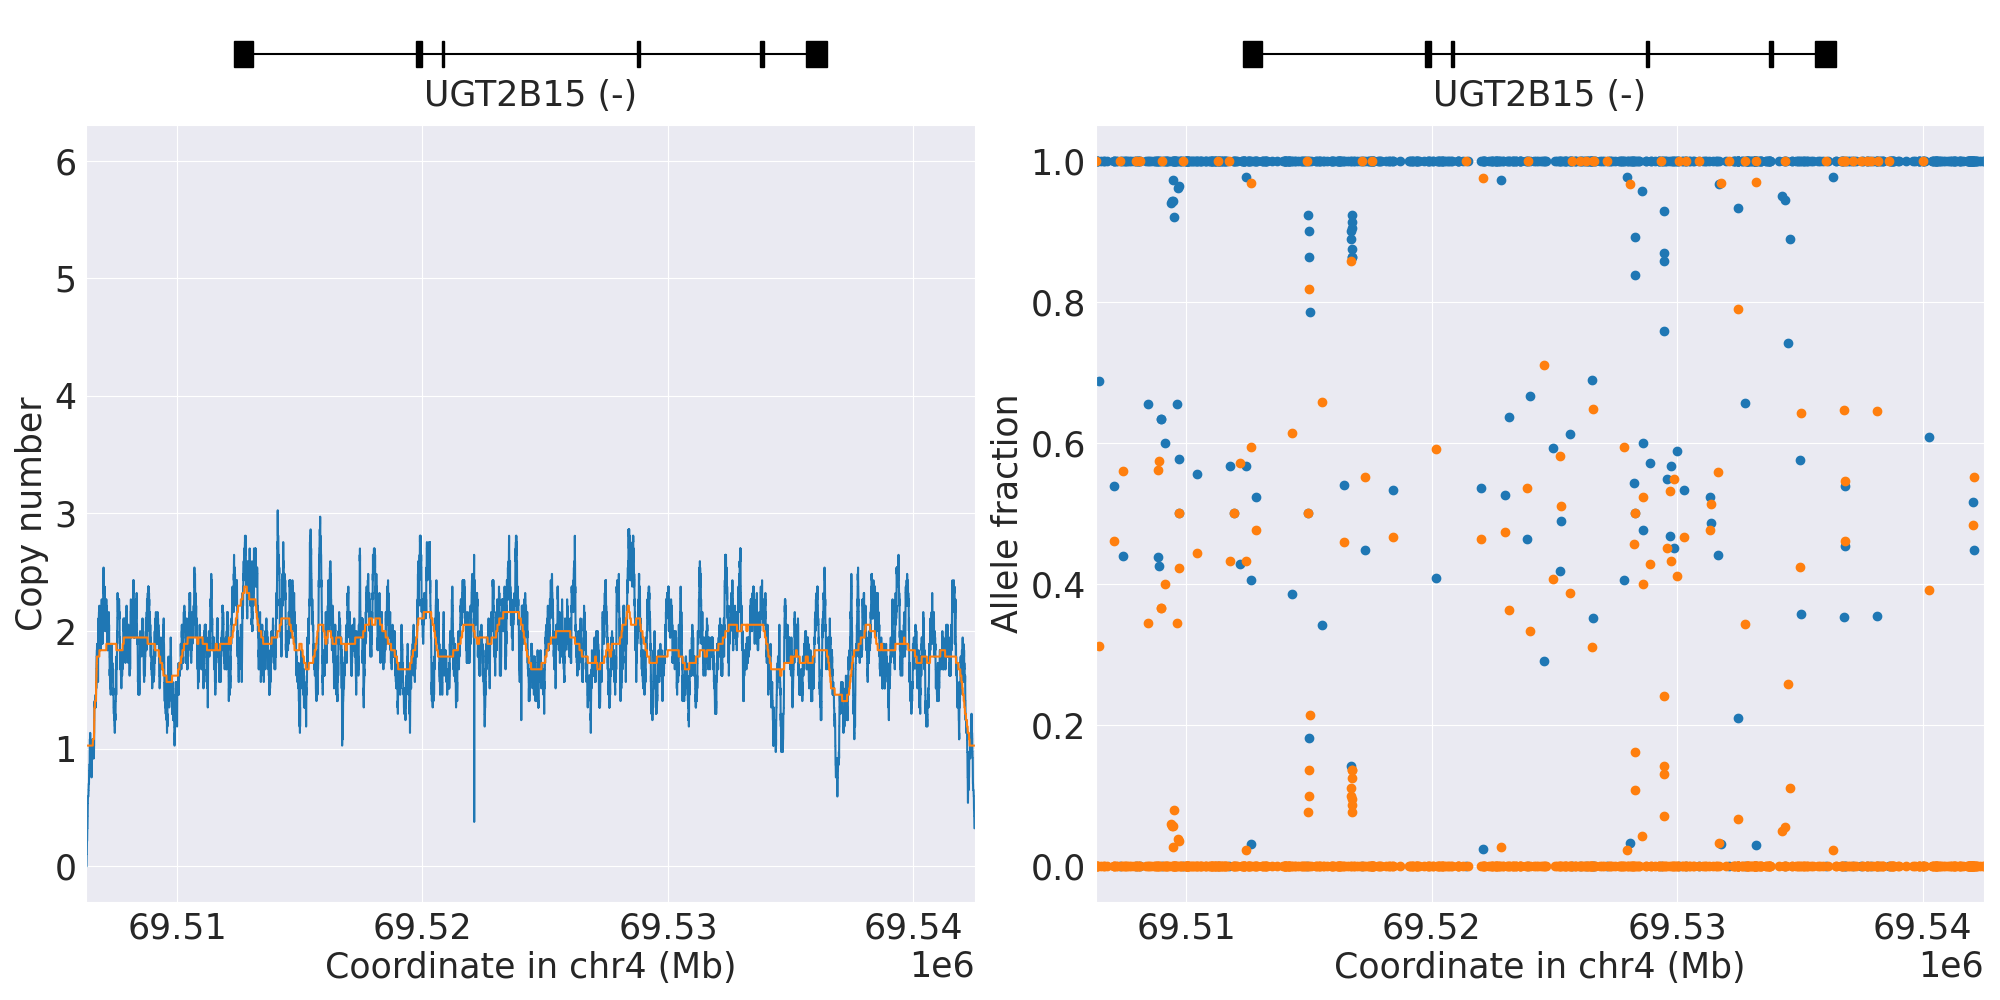 UGT2B15 (-)
6
5
4
3
2
1
0
Copy number
69.51 69.52 69.53 69.54
Coordinate in chr4 (Mb)
1e6
UGT2B15 (-)
1.0
0.8
0.6
0.4
0.2
0.0
Allele fraction
69.51 69.52 69.53 69.54
Coordinate in chr4 (Mb)
1e6